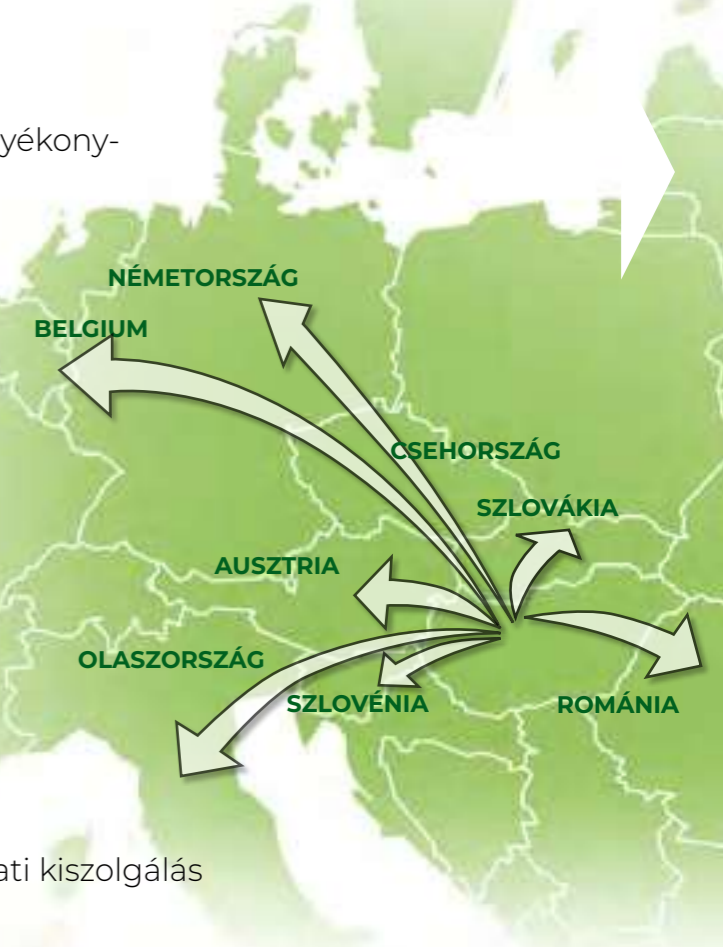 yékony-
NÉMETORSZÁG
BELGIUM
CSEHORSZÁG
SZLOVÁKIA
AUSZTRIA
OLASZORSZÁG
SZLOVÉNIA
ROMÁNIA
ati kiszolgálás